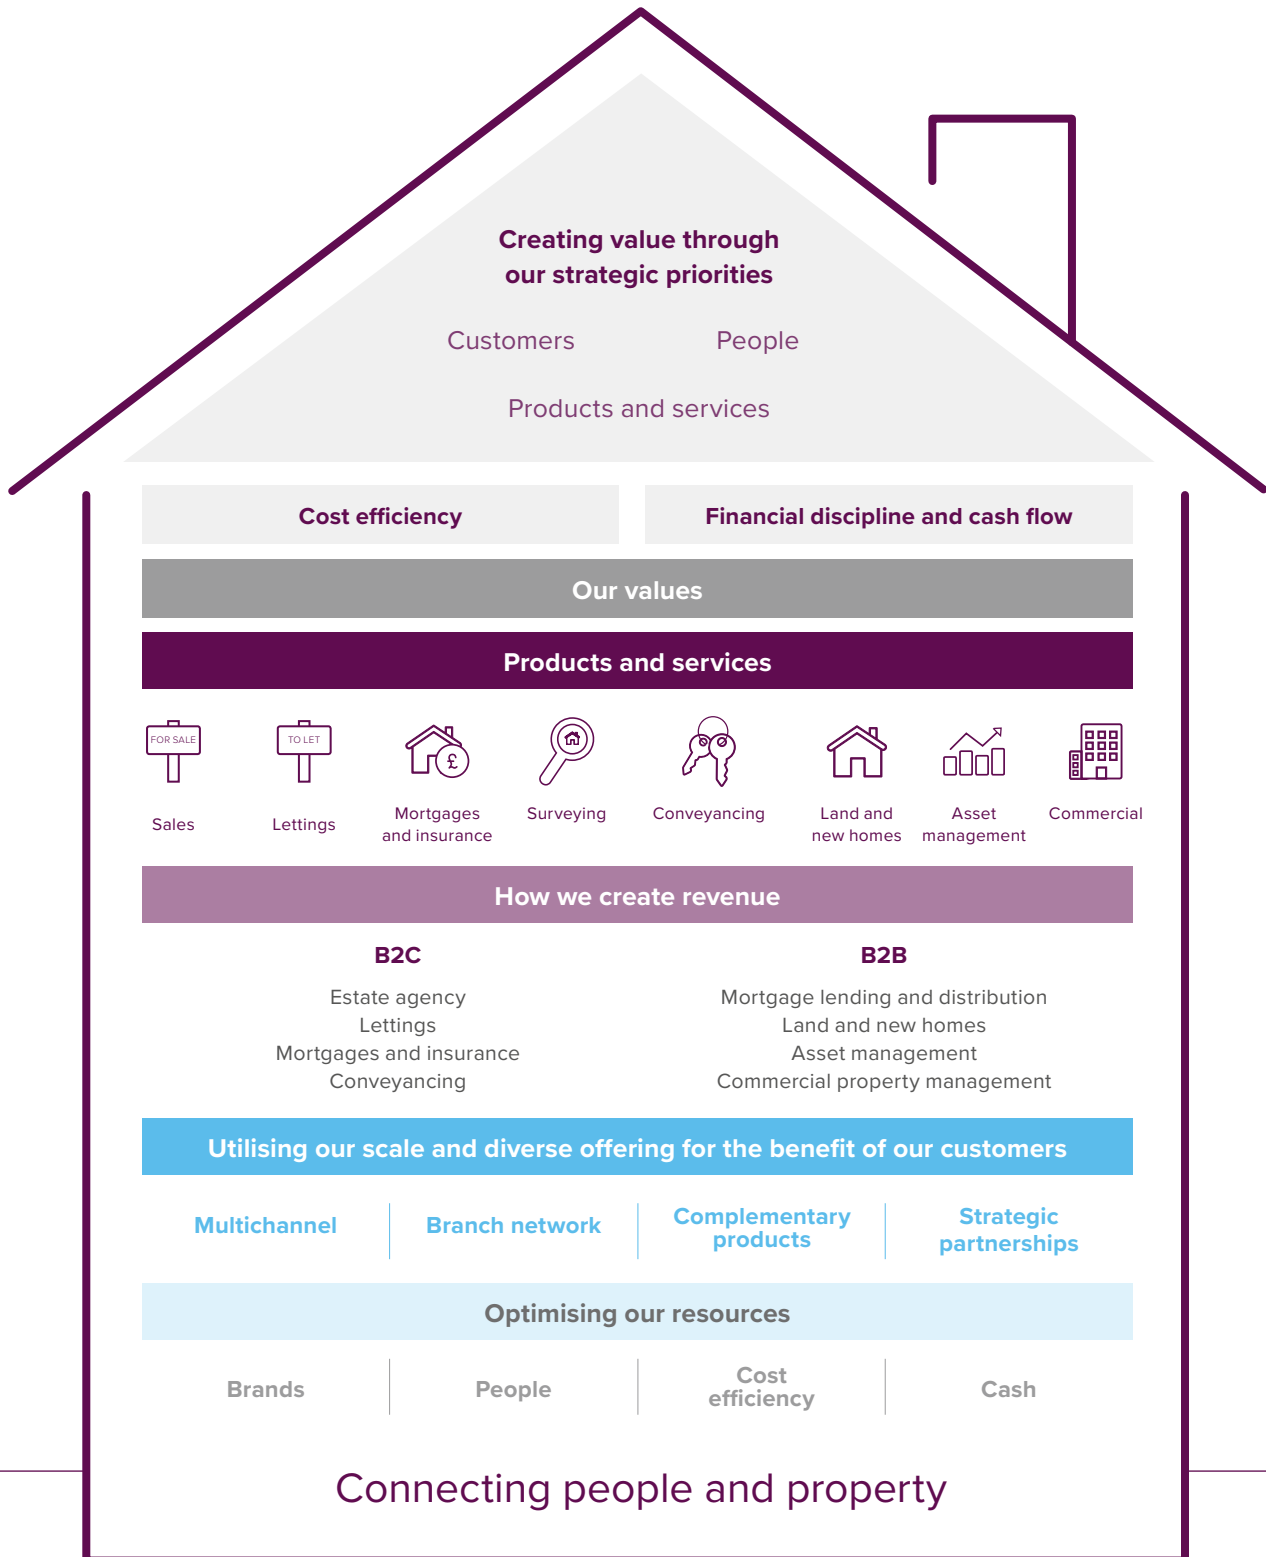 Creating value through
our strategic priorities
Customers
People
Products and services
Cost efficiency
Financial discipline and cash flow
Our values
Products and services
FOR SALE
TO LET
£
Sales
Lettings
Mortgages
and insurance
Surveying
Conveyancing
Land and
new homes
Asset
management
Commercial
How we create revenue
B2C
Estate agency
Lettings
Mortgages and insurance
Conveyancing
B2B
Mortgage lending and distribution
Land and new homes
Asset management
Commercial property management
Utilising our scale and diverse offering for the benefit of our customers
Multichannel
Branch network
Complementary
products
Strategic
partnerships
Optimising our resources
Brands
People
Cost
efficiency
Cash
Connecting people and property